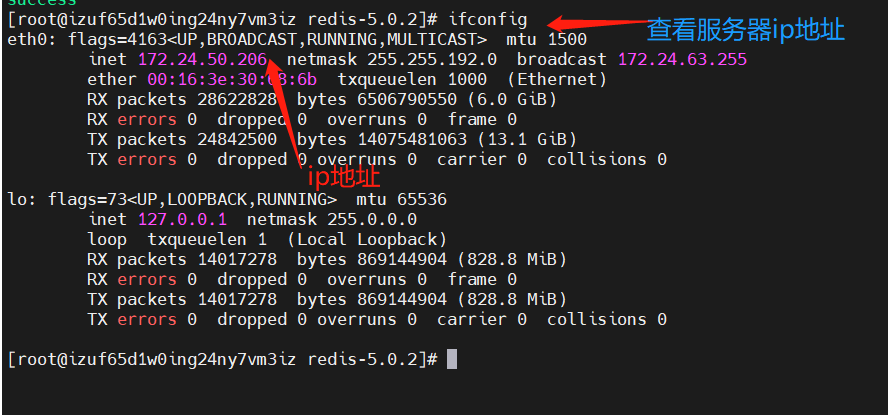 success
[root@izuf65d1w0ing24ny7vm3iz redis-5.0.2]# ifconfig
查看服务器ip地址
eth0: flags=4163<UP,BROADCAST,RUNNING,MULTICAST> mtu 1500
inet 172.24.50.206 netmask 255.255.192.0 broadcast 172.24.63.255
ether txqueuelen 1000 (Ethernet)
RX packets 28622828 bytes 6506790550 (6.0 GiB)
RX errors 0 dropped 0 overruns 0 frame 0
TX packets 24842500 bytes 14075481063 (13.1 GiB)
TX errors 0 dropped 0 overruns 0 carrier 0 collisions 0
ip地址
lo: flags=73<UP,LOOPBACK,RUNNING> mtu 65536
inet 127.0.0.1 netmask 255.0.0.0
loop txqueuelen 1 (Local Loopback)
RX packets 14017278 bytes 869144904 (828.8 MiB)
RX errors 0 dropped 0 overruns 0 frame 0
TX packets 14017278 bytes 869144904 (828.8 MiB)
TX errors 0 dropped 0 overruns 0 carrier 0 collisions 0
[root@izuf65d1w0ing24ny7vm3iz redis-5.0.2]#